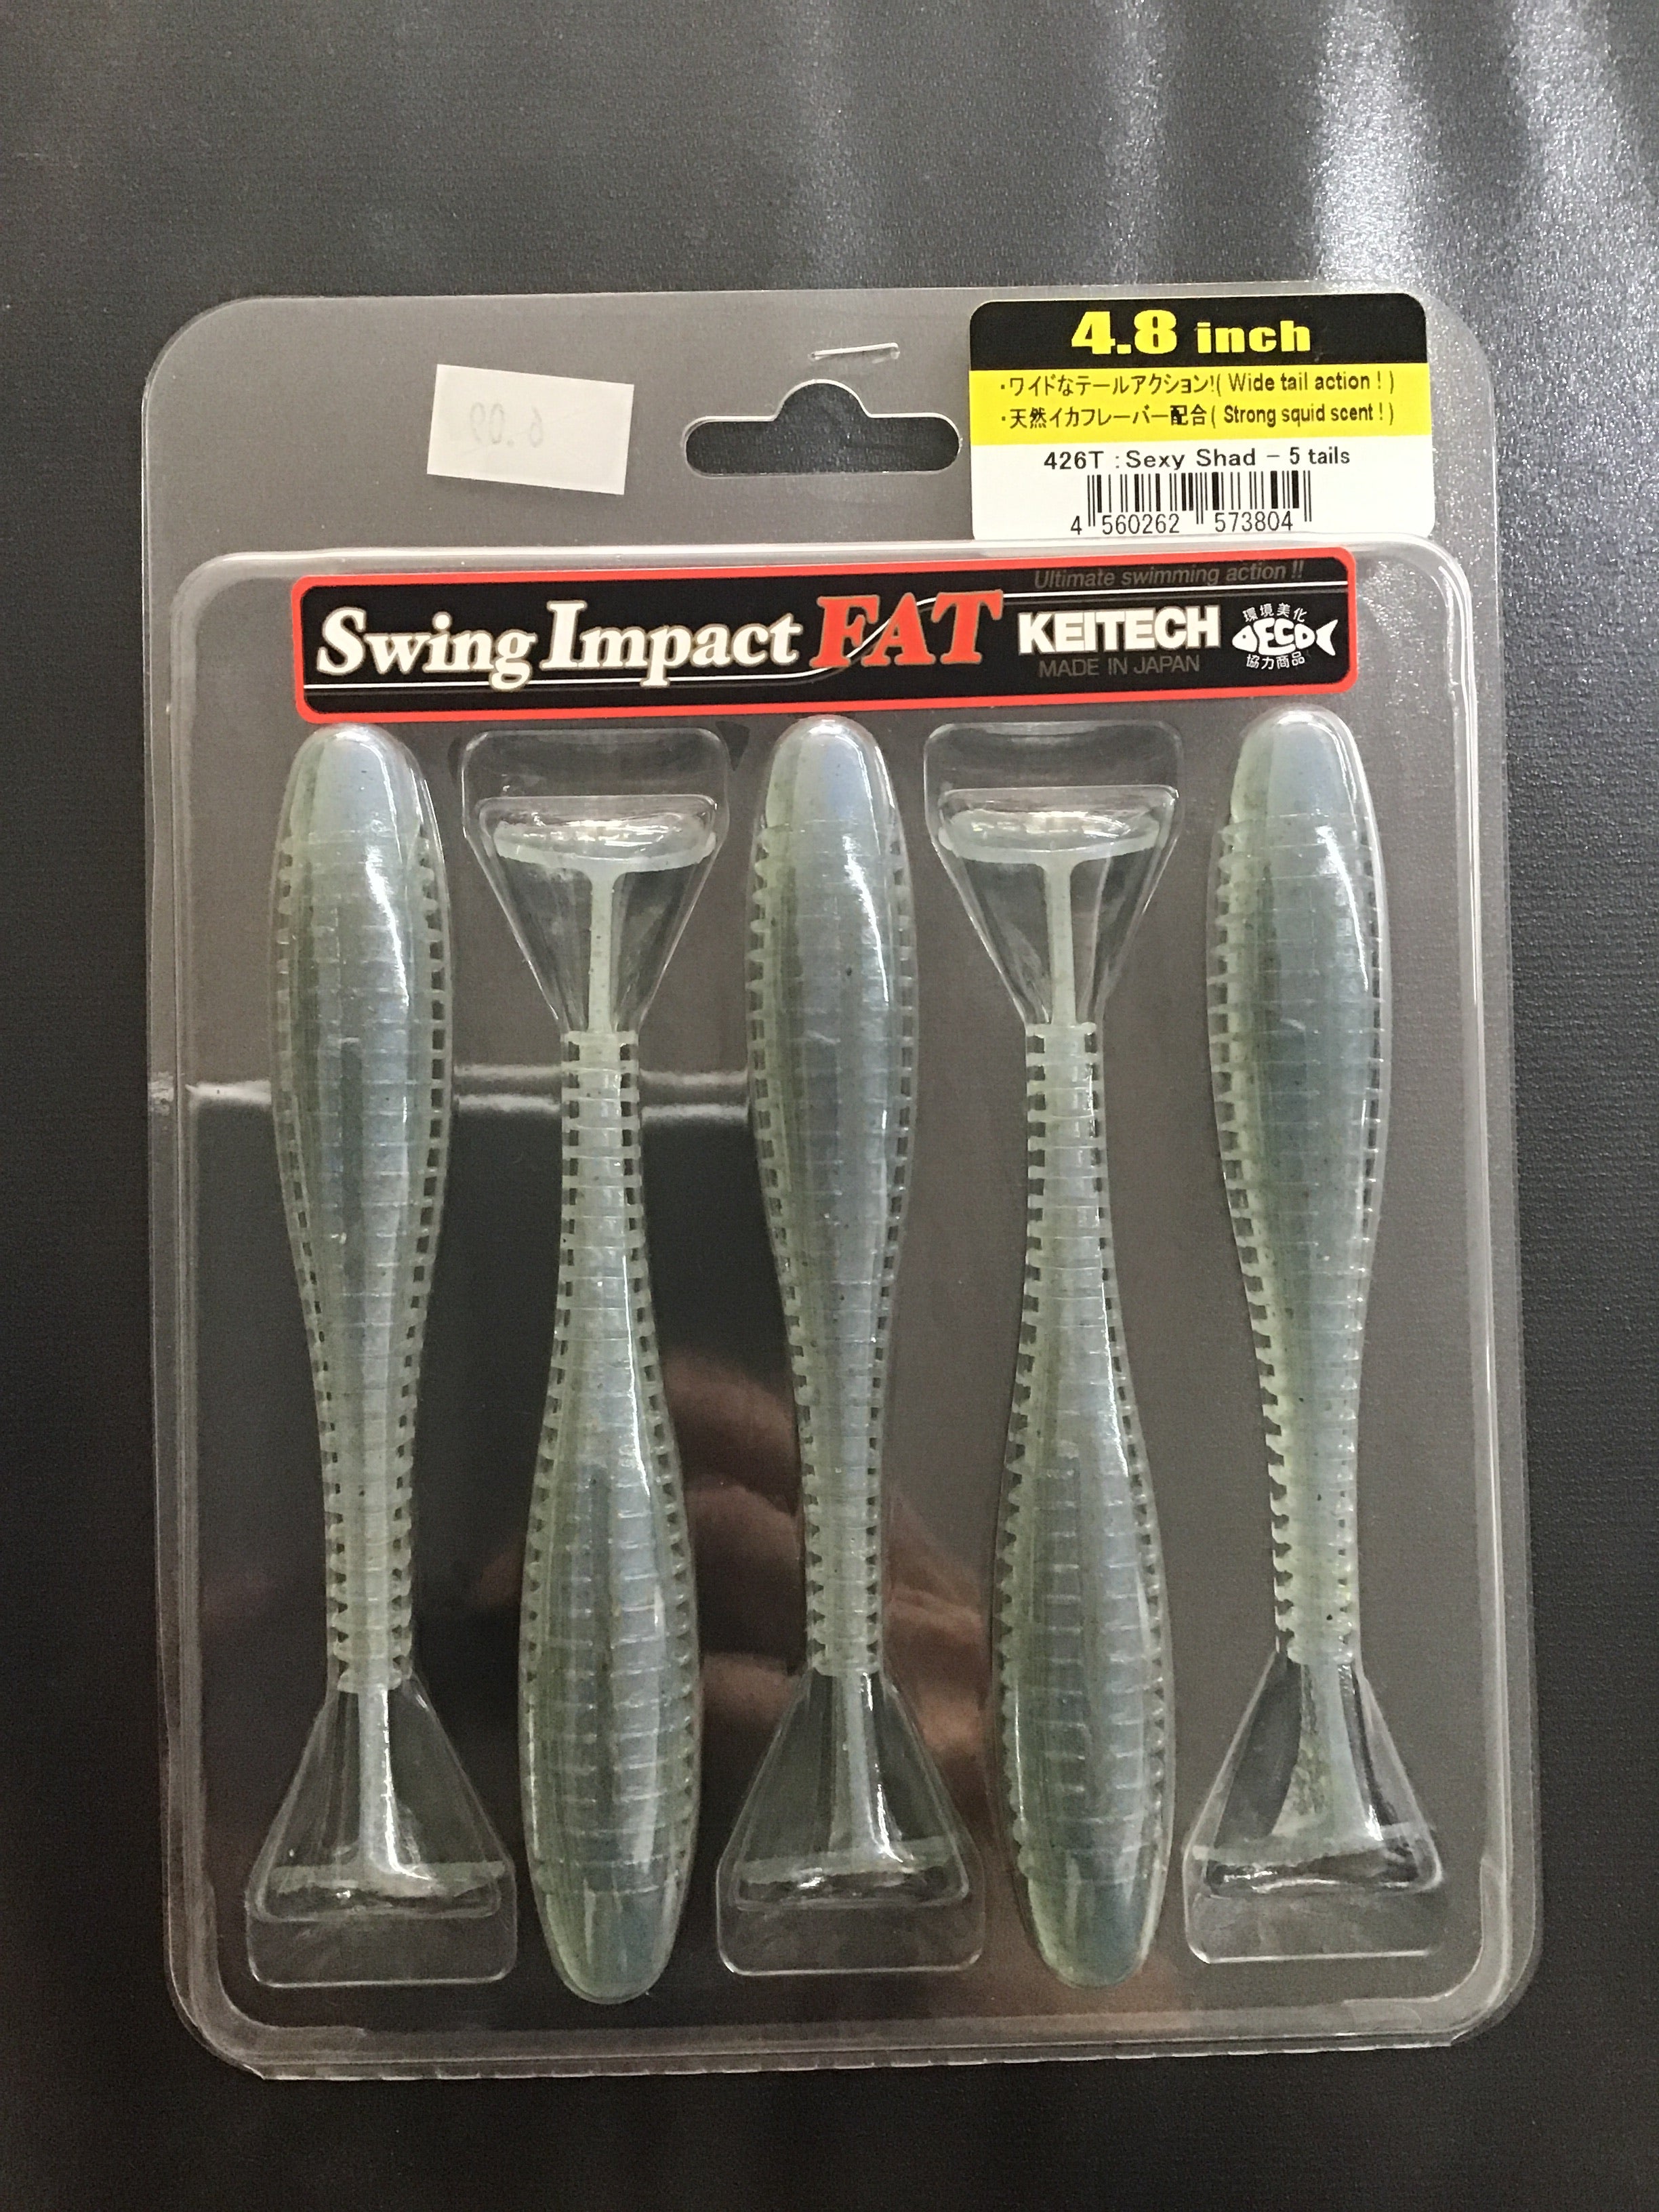 4.8 inch
・ワイドなテールアクション!( Wide tail action ! )
・天然イカフレーバー配合( Strong squid scent ! )
426T : Sexy Shad - 5 tails
4 560262 573804
Ultimate swimming action !!
Swing Impact FAT KEITECH
MADE IN JAPAN
環境美化
ECO
協力商品